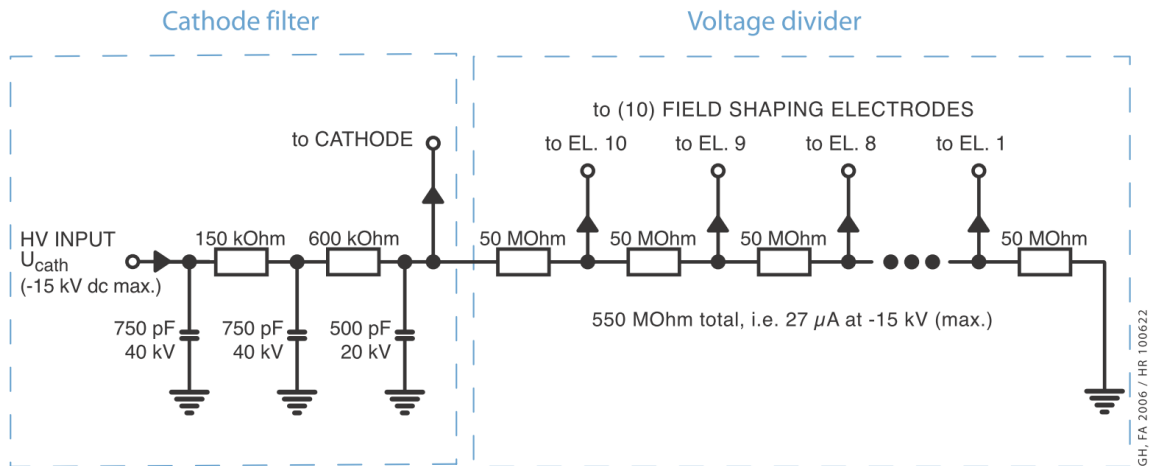 Cathode filter
Voltage divider
to (10) FIELD SHAPING ELECTRODES
to CATHODE
to EL. 10
to EL. 9
to EL. 8
to EL. 1
HV INPUT
U_cath
(-15 kV dc max.)
150 kOhm
600 kOhm
50 MOhm
50 MOhm
50 MOhm
50 MOhm
750 pF
40 kV
750 pF
40 kV
500 pF
20 kV
550 MOhm total, i.e. 27 µA at -15 kV (max.)
GH, FA 2006 / HR 100622